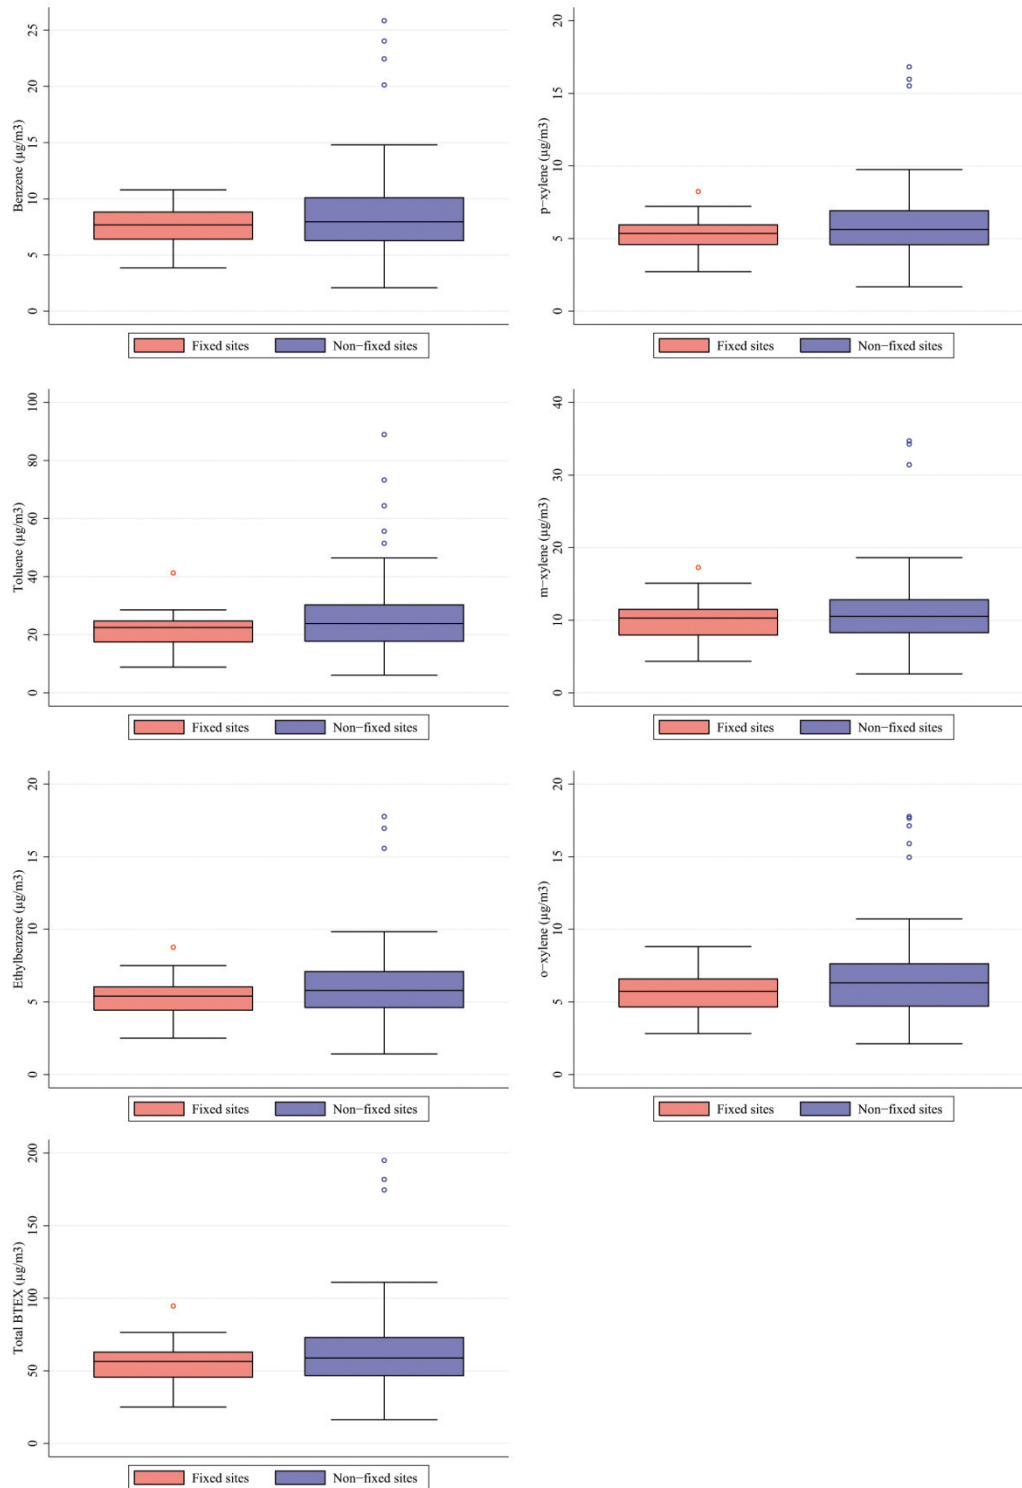 Benzene (µg/m3)
25
20
15
10
5
0
Fixed sites
Non−fixed sites
p−xylene (µg/m3)
20
15
10
5
0
Fixed sites
Non−fixed sites
Toluene (µg/m3)
100
80
60
40
20
0
Fixed sites
Non−fixed sites
m−xylene (µg/m3)
40
30
20
10
0
Fixed sites
Non−fixed sites
Ethylbenzene (µg/m3)
20
15
10
5
0
Fixed sites
Non−fixed sites
o−xylene (µg/m3)
20
15
10
5
0
Fixed sites
Non−fixed sites
Total BTEX (µg/m3)
200
150
100
50
0
Fixed sites
Non−fixed sites